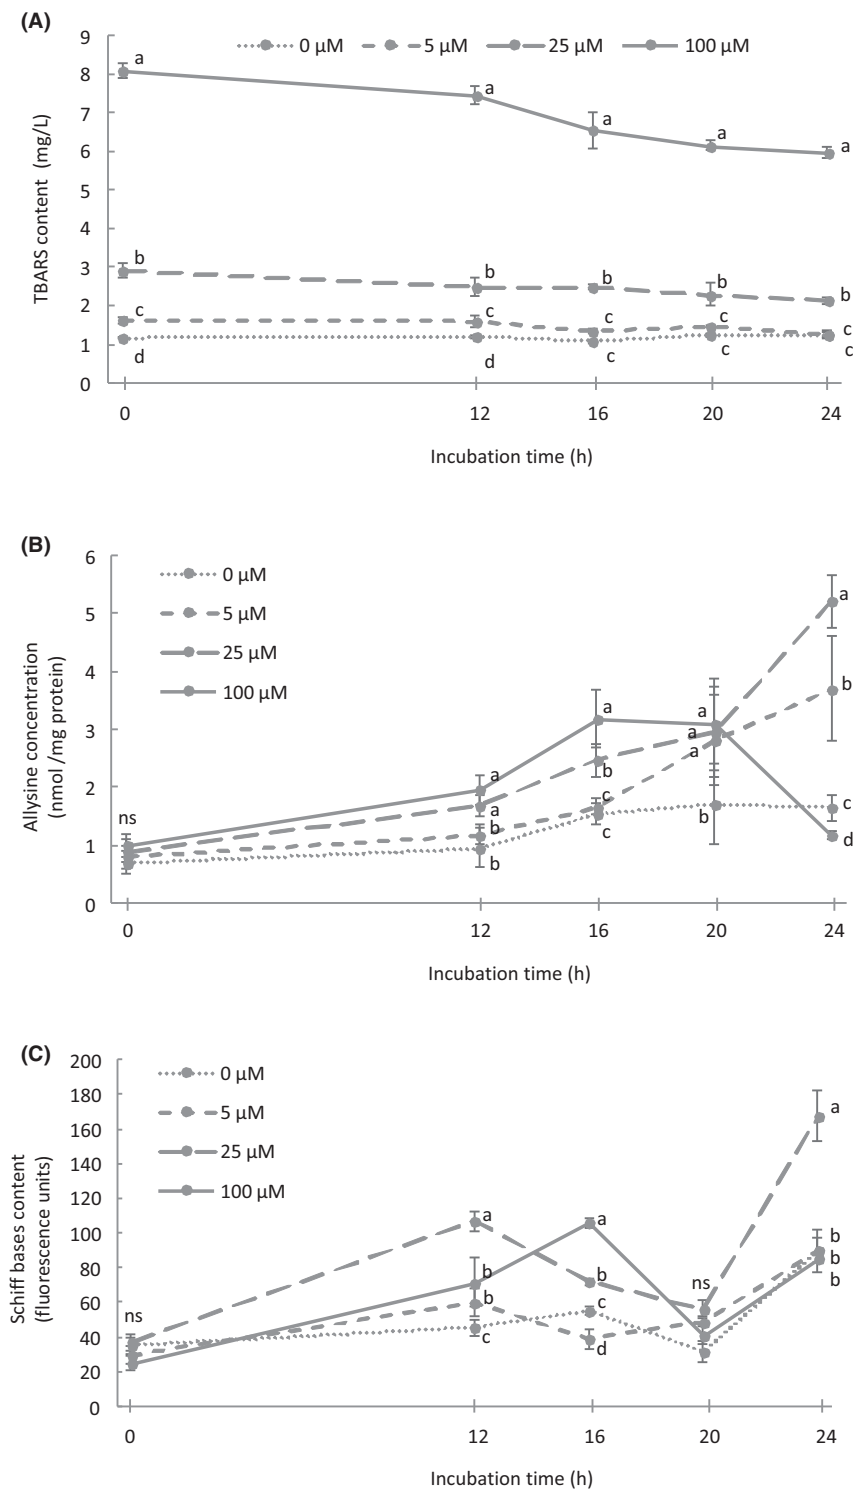 (A)
0 µM 5 µM 25 µM 100 µM
TBARS content (mg/L)
9
8
7
6
5
4
3
2
1
0
a
a
a
a
a
b
b
b
b
b
c
c
c
c
c
d
d
c
c
c
0 12 16 20 24
Incubation time (h)
(B)
0 µM
5 µM
25 µM
100 µM
Allysine concentration
(nmol /mg protein)
6
5
4
3
2
1
0
ns
a
a
b
b
a
b
c
c
a
a
a
b
a
b
c
d
0 12 16 20 24
Incubation time (h)
(C)
0 µM
5 µM
25 µM
100 µM
Schiff bases content
(fluorescence units)
200
180
160
140
120
100
80
60
40
20
0
ns
a
b
b
c
a
b
c
d
ns
a
b
b
b
0 12 16 20 24
Incubation time (h)